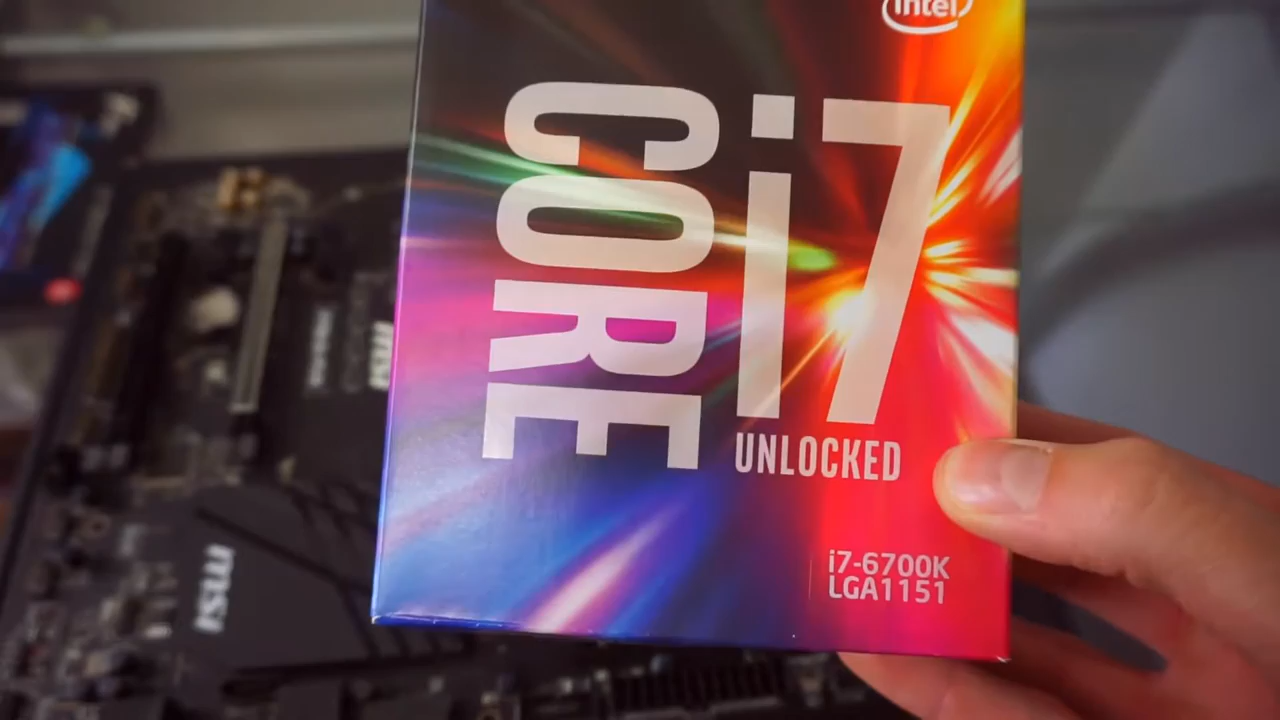 intel
CORE
i7
UNLOCKED
i7-6700K
LGA1151
msi
msi